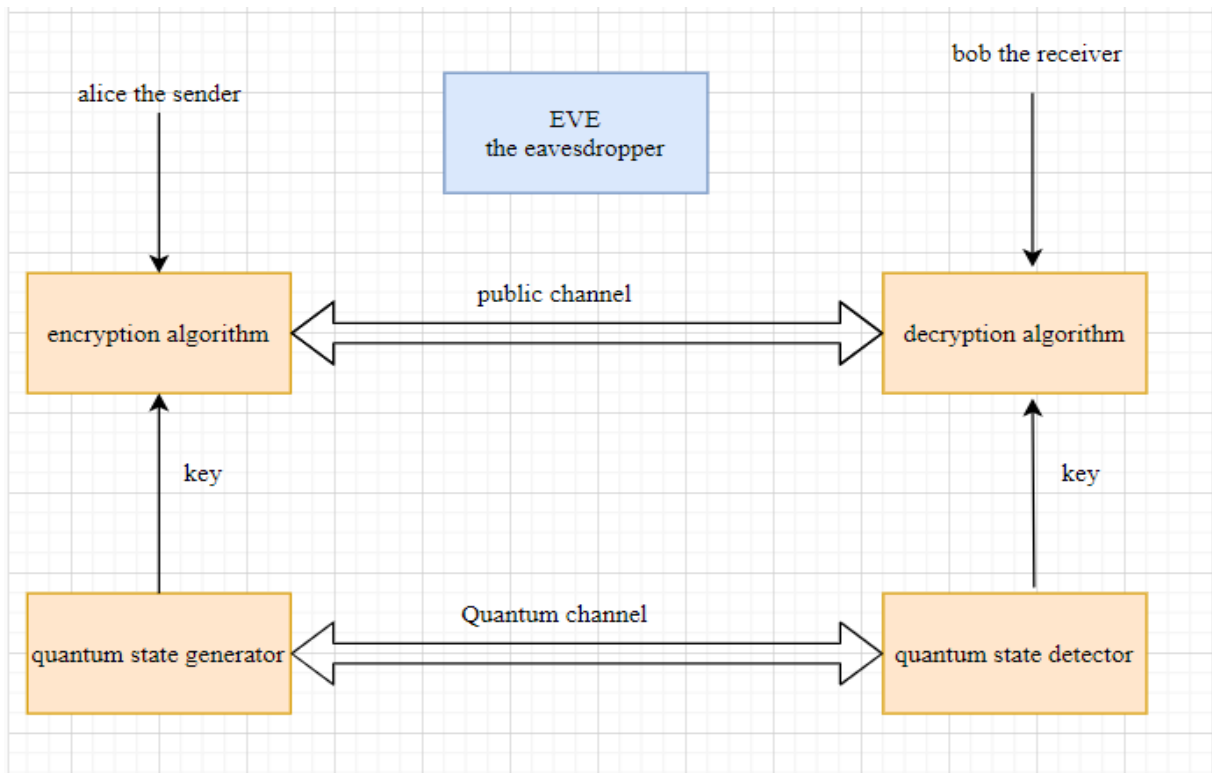 bob the receiver
alice the sender
EVE
the eavesdropper
public channel
encryption algorithm
decryption algorithm
key
key
Quantum channel
quantum state generator
quantum state detector